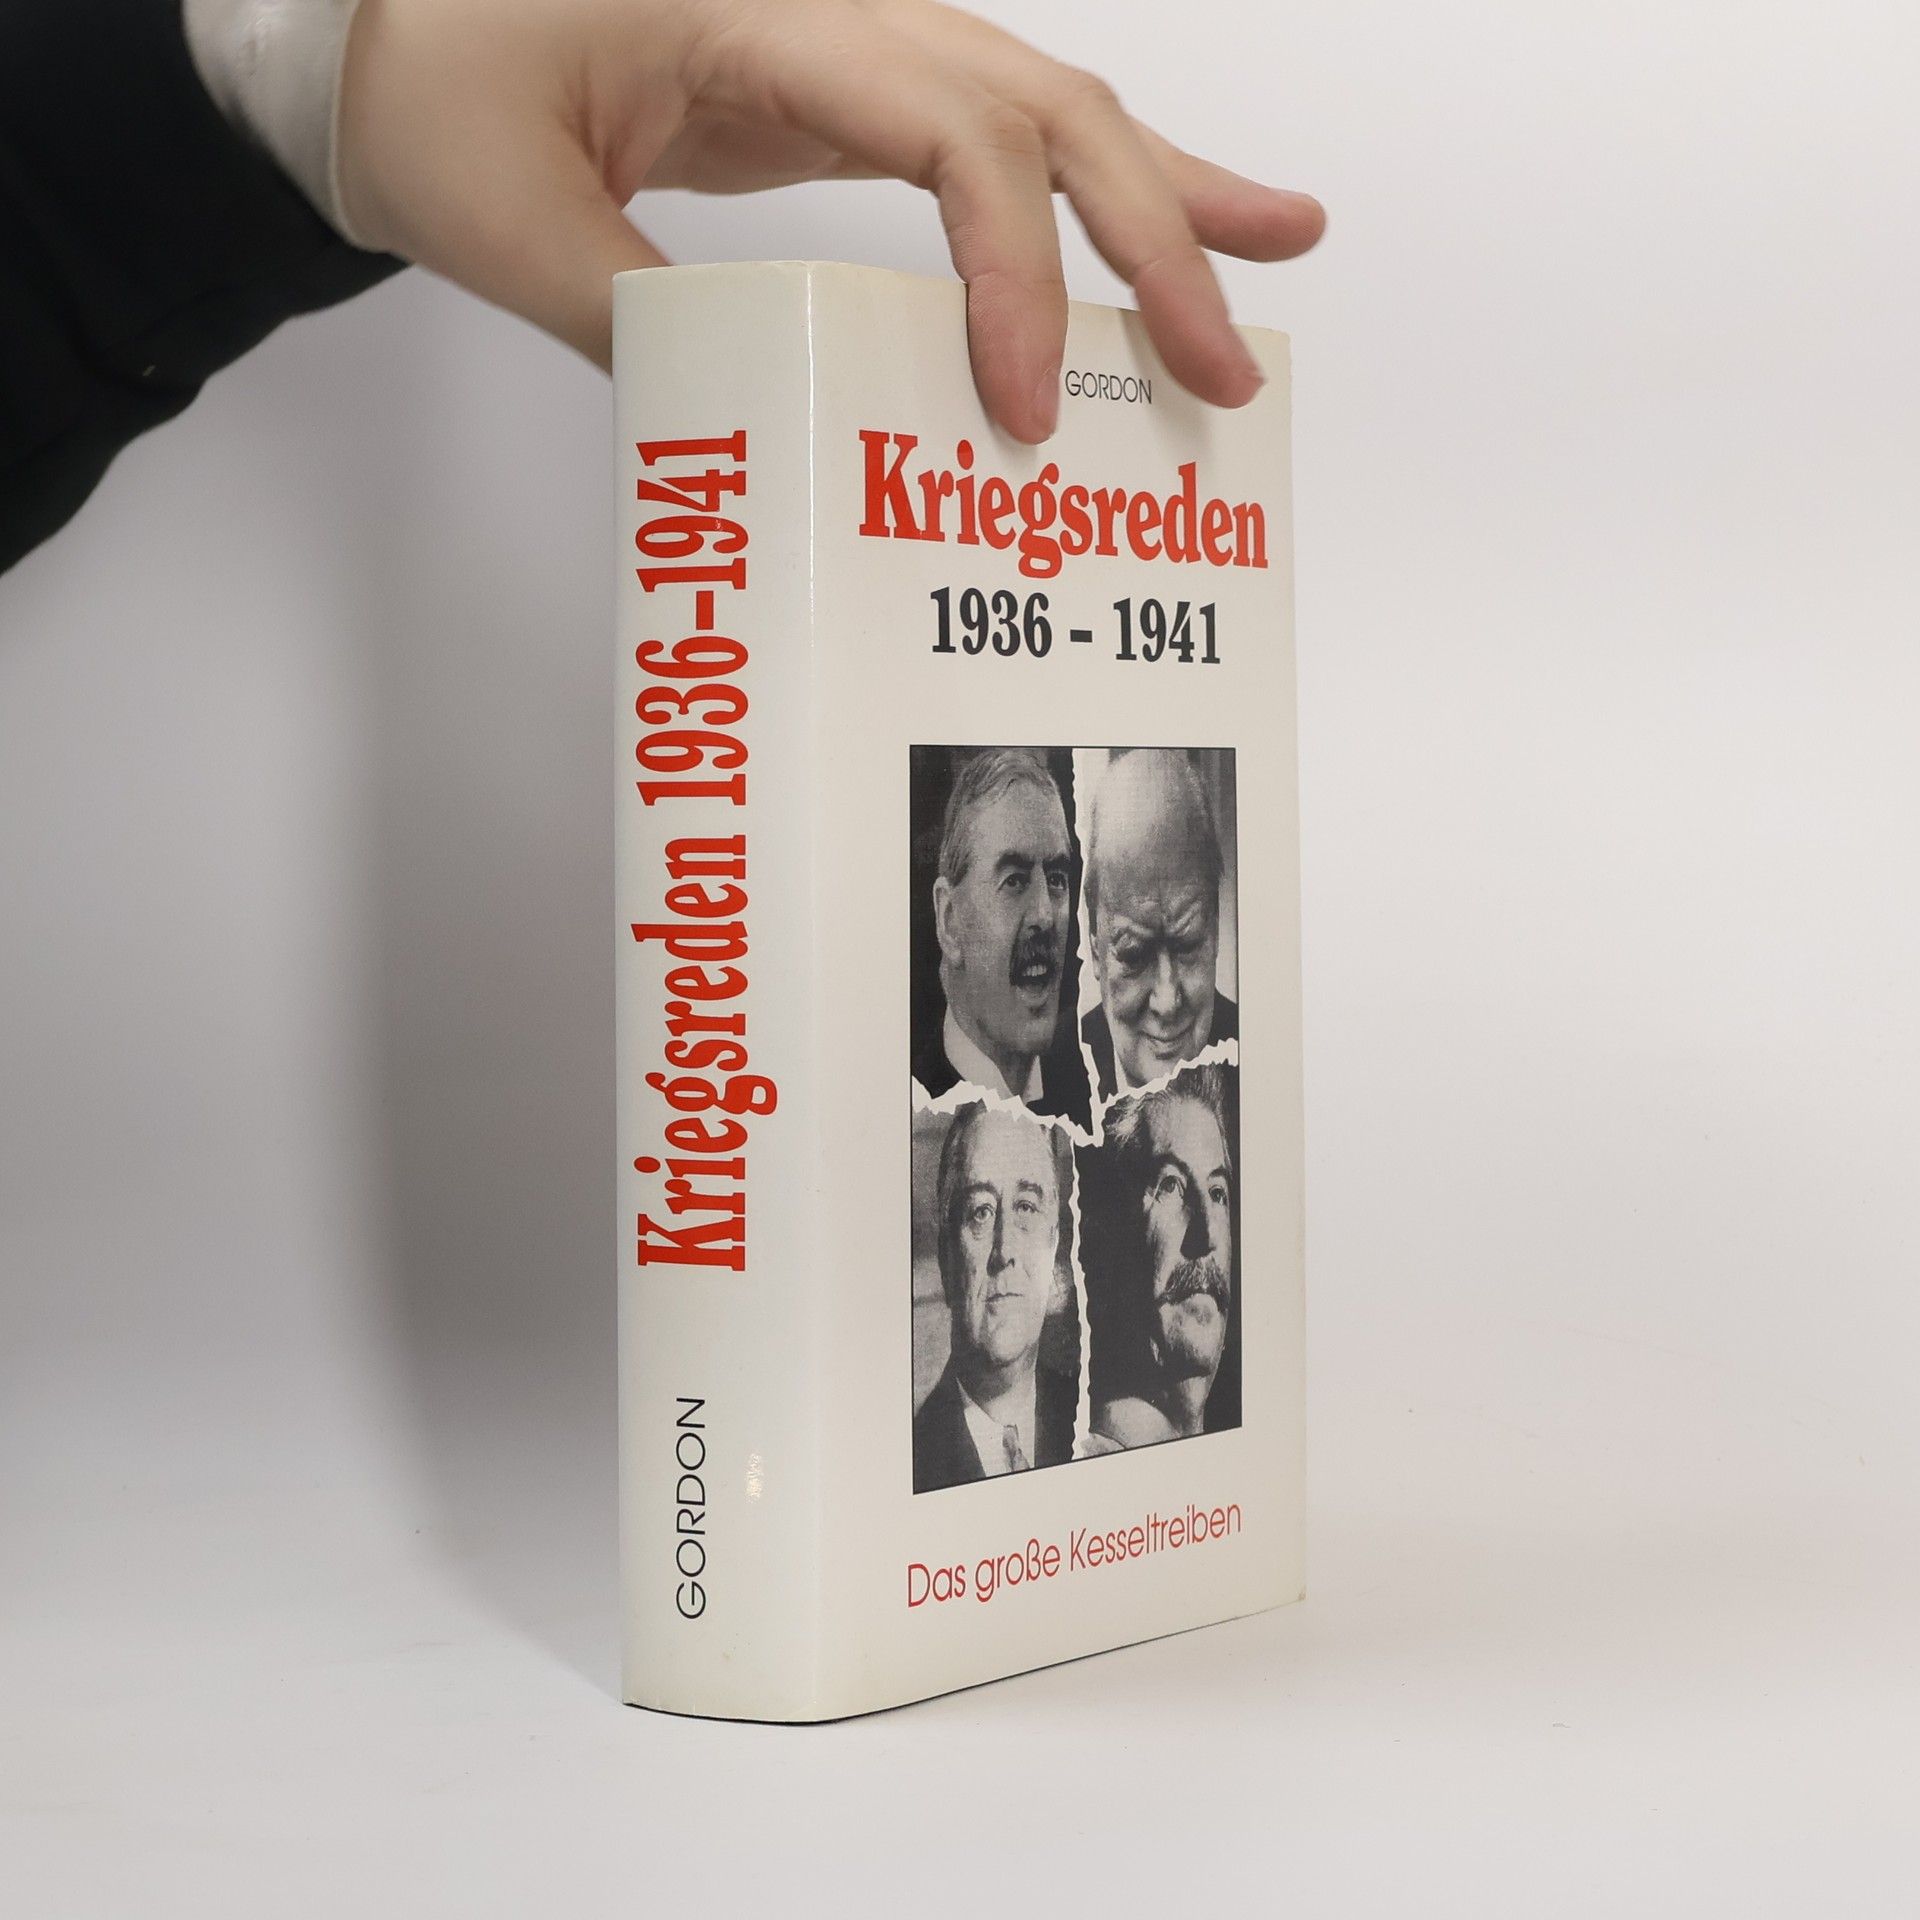 GORDON
Kriegsreden
1936 - 1941
Das große Kesseltreiben
Kriegsreden 1936-1941
GORDON